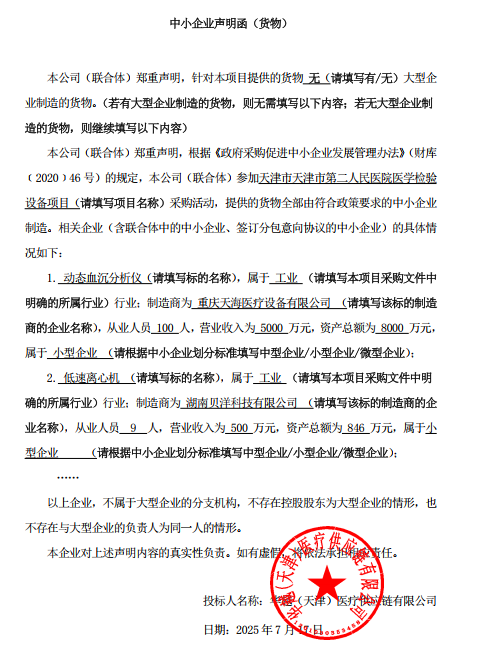 中小企业声明函（货物）
本公司（联合体）郑重声明，针对本项目提供的货物 无（请填写有/无）大型企
业制造的货物。（若有大型企业制造的货物，则无需填写以下内容；若无大型企业制
造的货物，则继续填写以下内容）
本公司（联合体）郑重声明，根据《政府采购促进中小企业发展管理办法》（财库
﹝2020﹞46 号）的规定，本公司（联合体）参加天津市天津市第二人民医院医学检验
设备项目（请填写项目名称）采购活动，提供的货物全部由符合政策要求的中小企业
制造。相关企业（含联合体中的中小企业、签订分包意向协议的中小企业）的具体情
况如下：
1. 动态血沉分析仪（请填写标的名称），属于 工业 （请填写本项目采购文件中
明确的所属行业）行业；制造商为 重庆天海医疗设备有限公司 （请填写该标的制造
商的企业名称），从业人员 100 人，营业收入为 5000 万元，资产总额为 8000 万元，
属于 小型企业 （请根据中小企业划分标准填写中型企业/小型企业/微型企业）；
2. 低速离心机 （请填写标的名称），属于 工业 （请填写本项目采购文件中明
确的所属行业）行业；制造商为 湖南贝洋科技有限公司 （请填写该标的制造商的企
业名称），从业人员 9 人，营业收入为 500 万元，资产总额为 846 万元，属于 小
型企业 （请根据中小企业划分标准填写中型企业/小型企业/微型企业）；
……
以上企业，不属于大型企业的分支机构，不存在控股股东为大型企业的情形，也
不存在与大型企业的负责人为同一人的情形。
本企业对上述声明内容的真实性负责。如有虚假，将依法承担相应责任。
投标人名称：华（天津）医疗供应链有限公司
日期：2025 年 7 月 11 日
（天津）医疗供应链有限公司